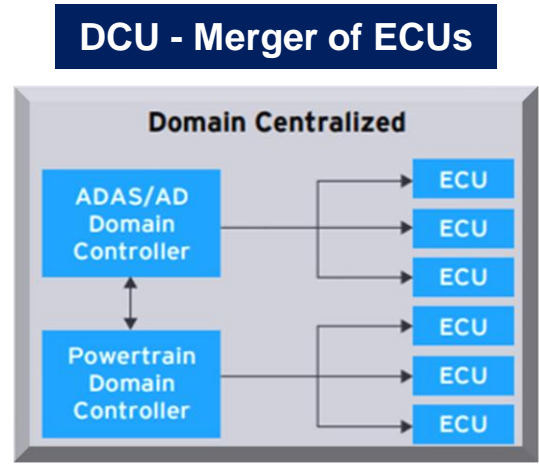 DCU - Merger of ECUs
Domain Centralized
ADAS/AD
Domain
Controller
ECU
ECU
ECU
Powertrain
Domain
Controller
ECU
ECU
ECU